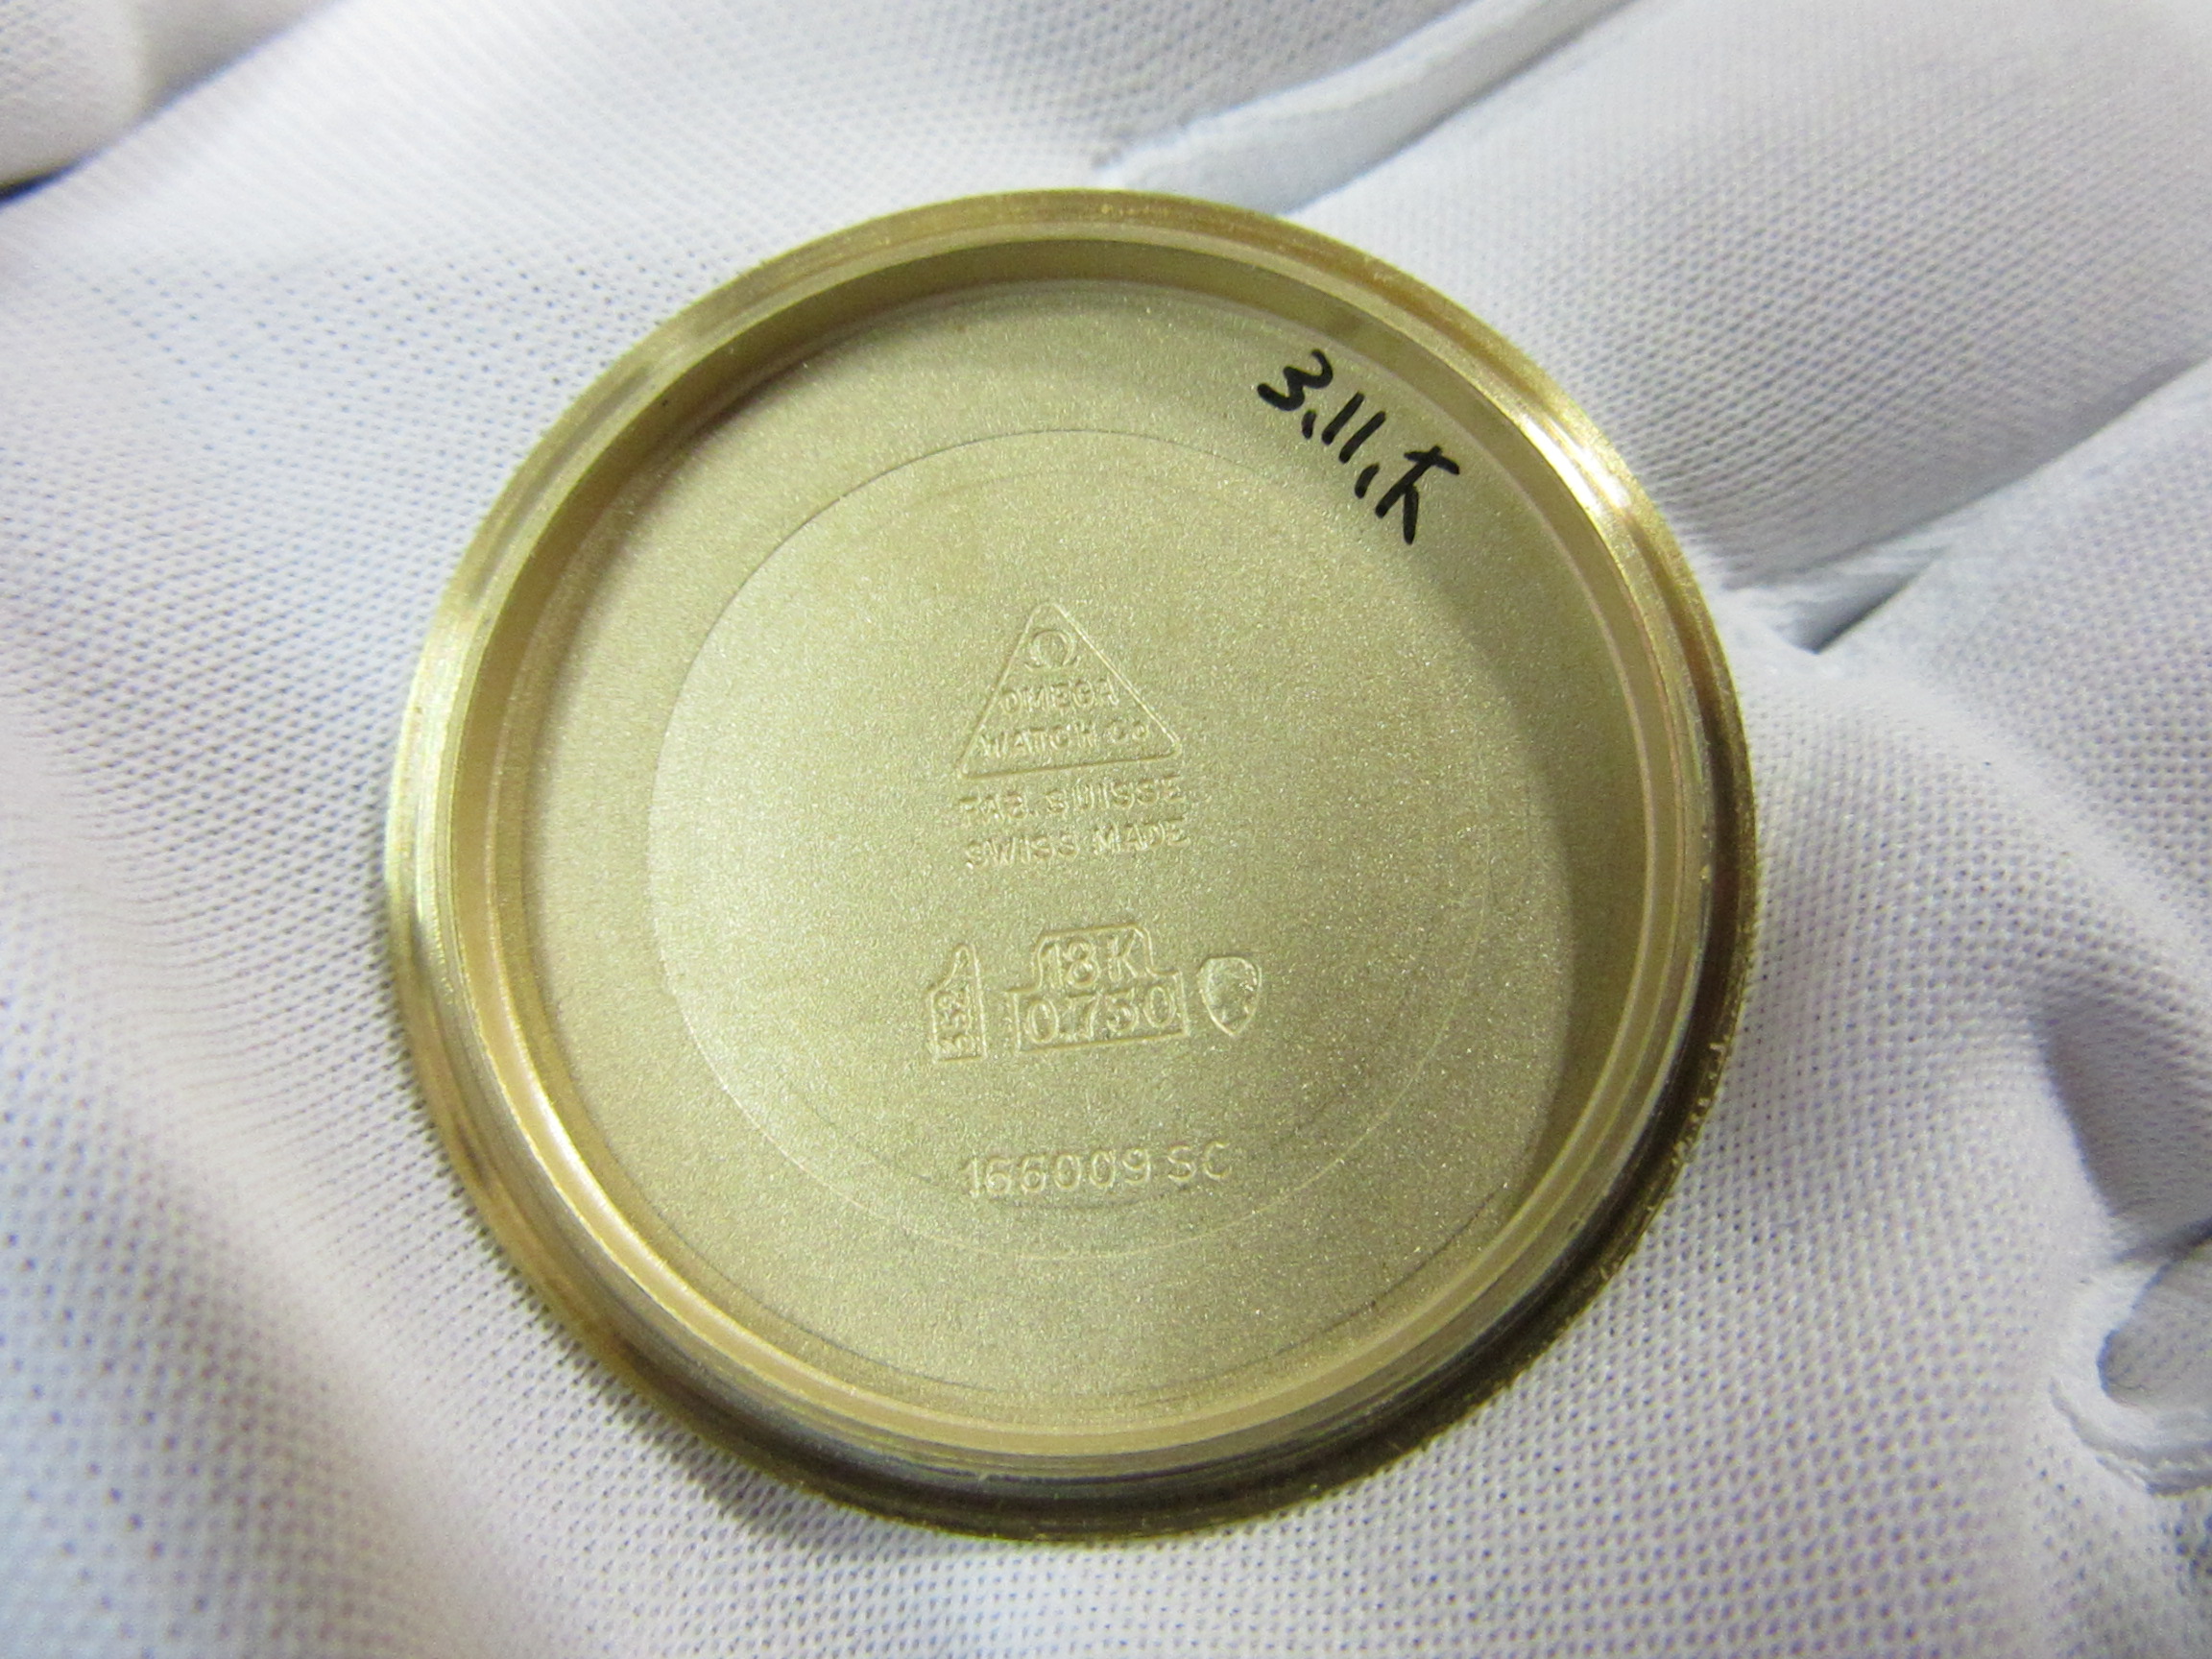 3.11.K
Ω
OMEGA
WATCH Co
FAB. SUISSE
SWISS MADE
18K
0.750
166009 SC